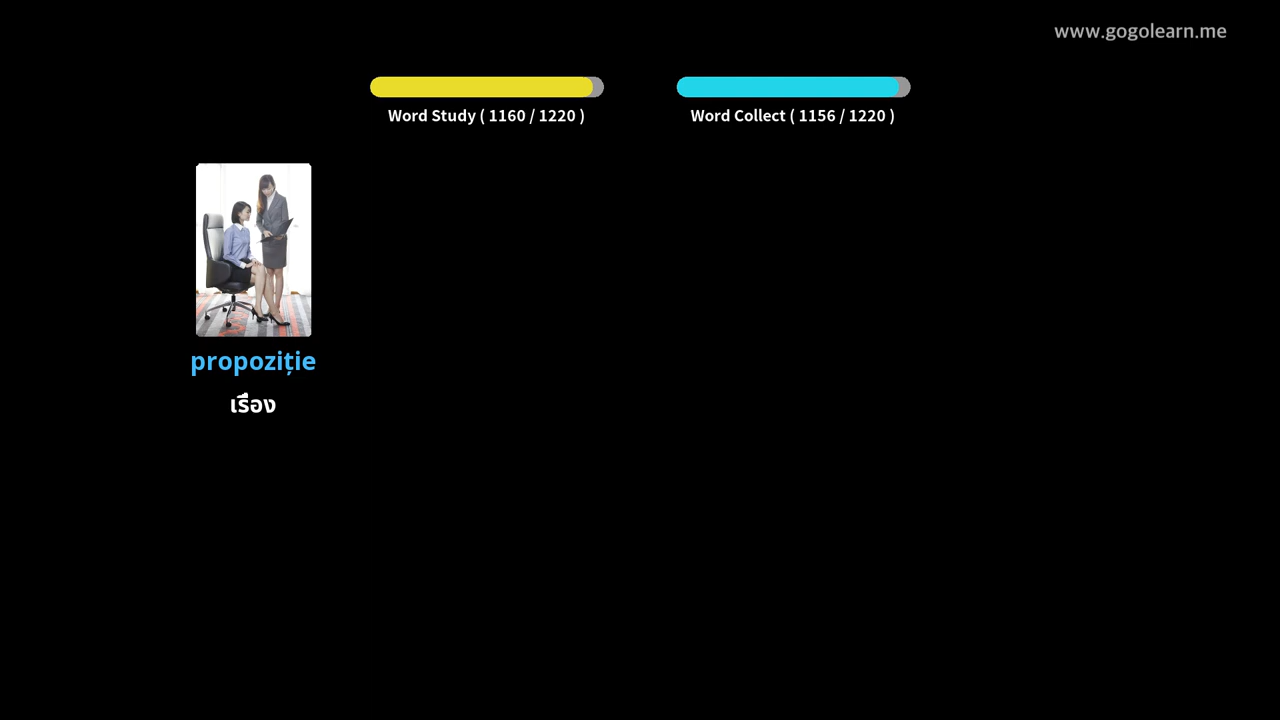 www.gogolearn.me
Word Study ( 1160 / 1220 )
Word Collect ( 1156 / 1220 )
propoziție
เรื่อง